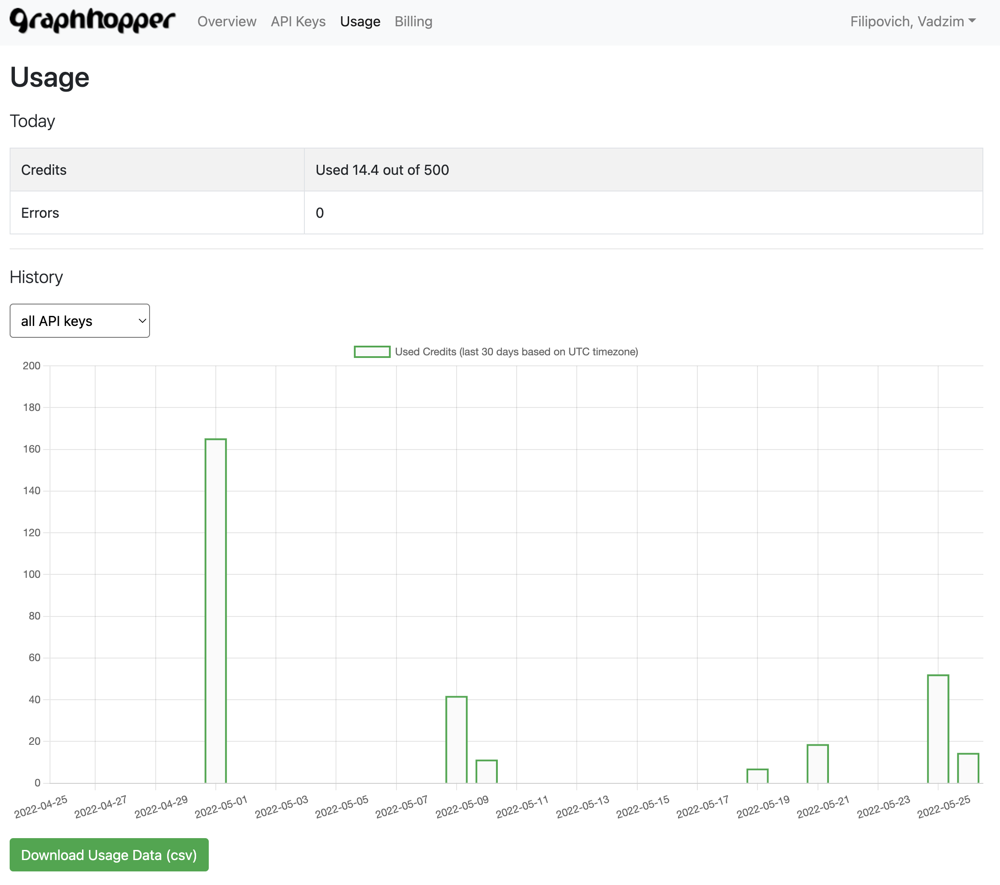 graphhopper Overview API Keys Usage Billing Filipovich, Vadzim
Usage
Today
Credits Used 14.4 out of 500
Errors 0
History
all API keys
Used Credits (last 30 days based on UTC timezone)
200
180
160
140
120
100
80
60
40
20
0
2022-04-25 2022-04-27 2022-04-29 2022-05-01 2022-05-03 2022-05-05 2022-05-07 2022-05-09 2022-05-11 2022-05-13 2022-05-15 2022-05-17 2022-05-19 2022-05-21 2022-05-23 2022-05-25
Download Usage Data (csv)